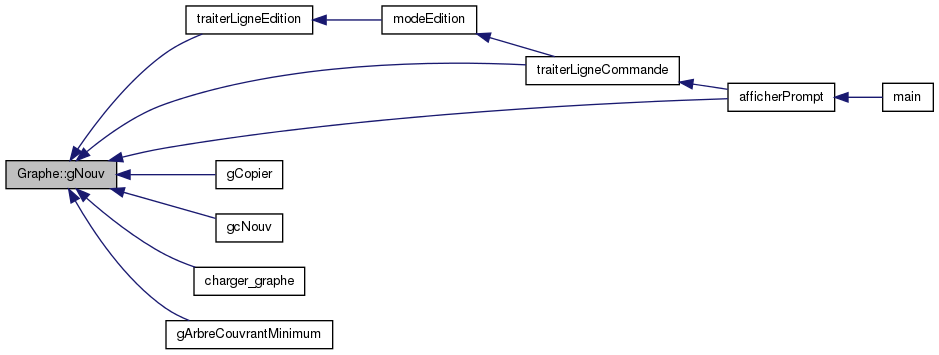 traiterLigneEdition
modeEdition
traiterLigneCommande
afficherPrompt
main
Graphe::gNouv
gCopier
gcNouv
charger_graphe
gArbreCouvrantMinimum